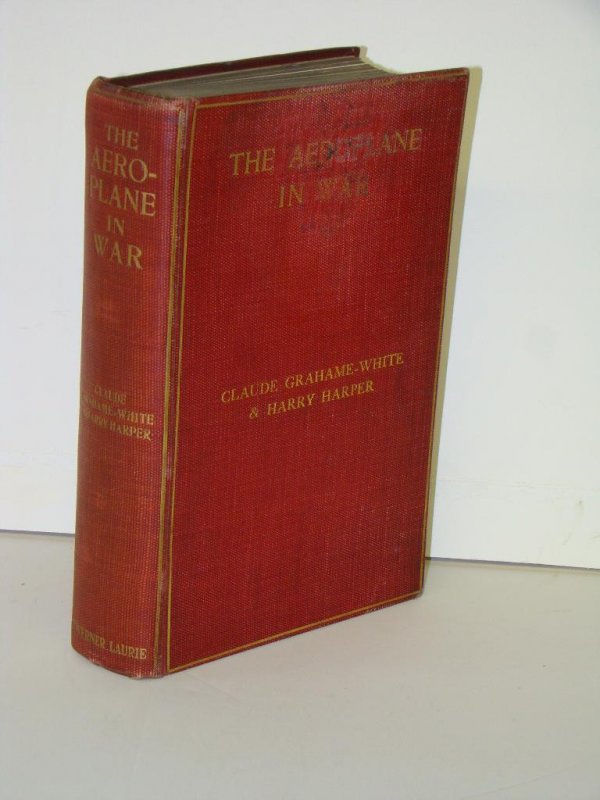 THE
AERO-
PLANE
IN
WAR
CLAUDE
GRAHAME-WHITE
& HARRY HARPER
WERNER LAURIE
THE AEROPLANE
IN WAR
CLAUDE GRAHAME-WHITE
& HARRY HARPER